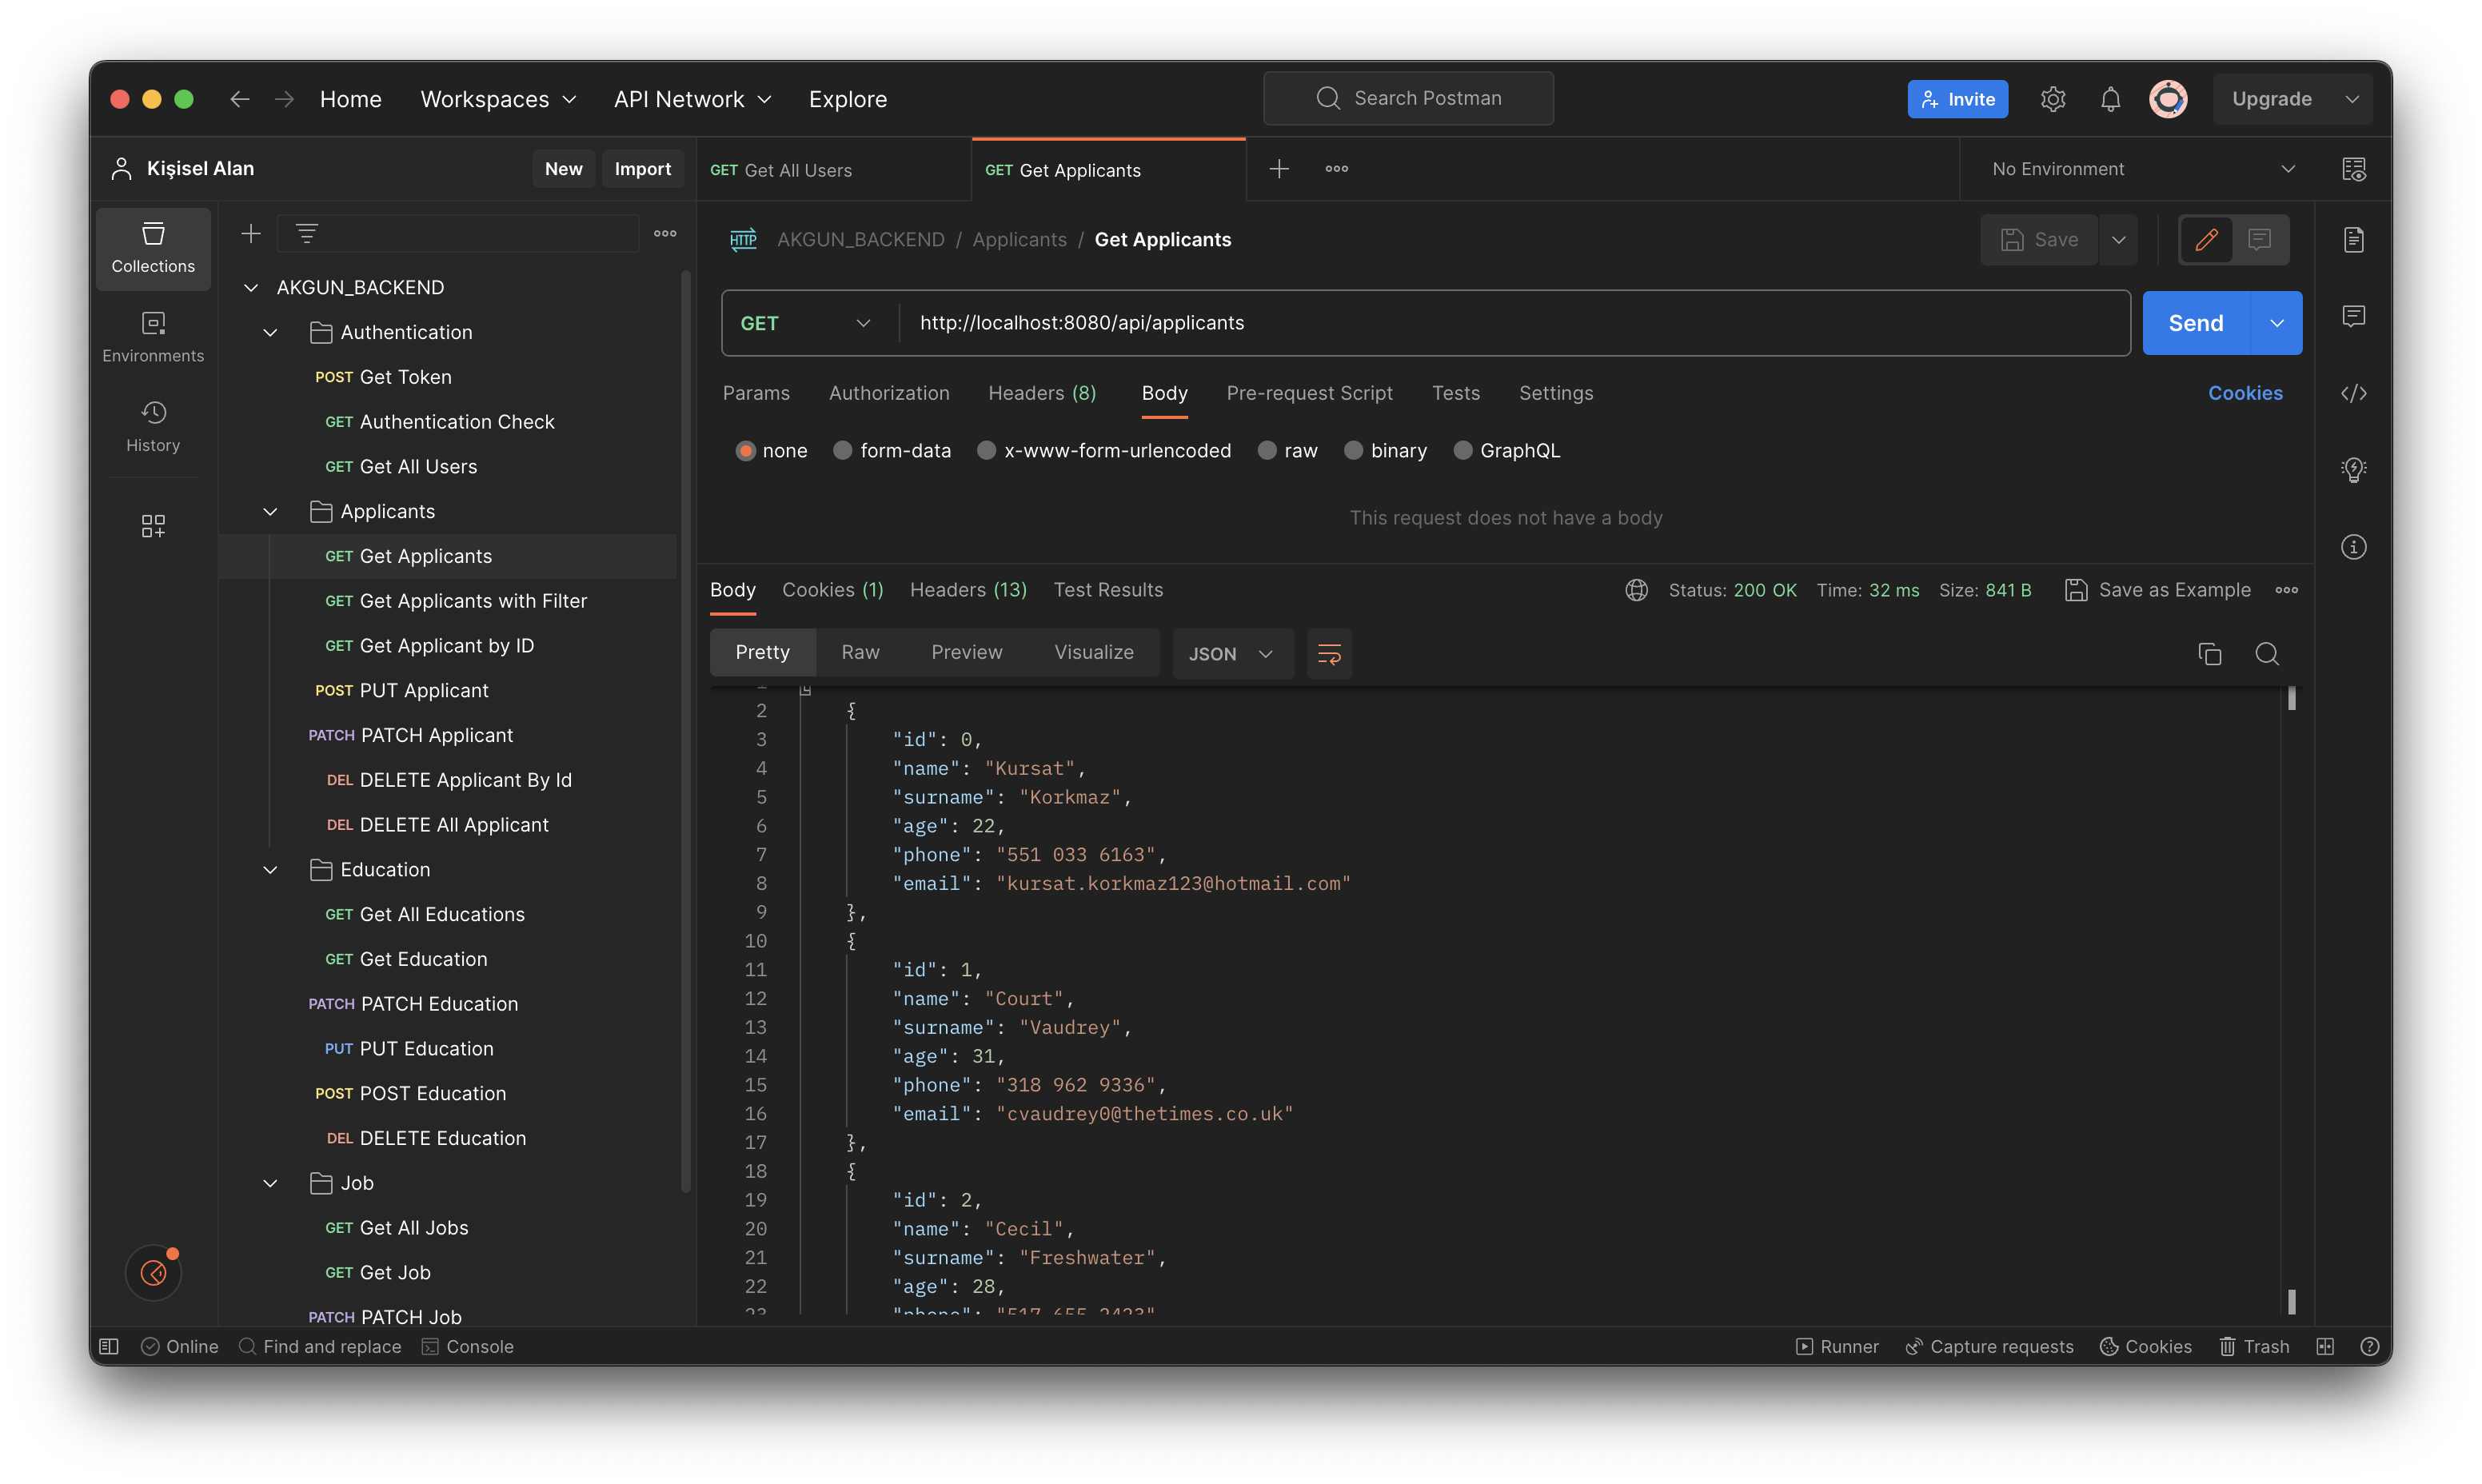 Home Workspaces API Network Explore Search Postman Invite Upgrade
Kişisel Alan New Import
GET Get All Users GET Get Applicants No Environment
Collections
Environments
History
AKGUN_BACKEND
Authentication
POST Get Token
GET Authentication Check
GET Get All Users
Applicants
GET Get Applicants
GET Get Applicants with Filter
GET Get Applicant by ID
POST PUT Applicant
PATCH PATCH Applicant
DEL DELETE Applicant By Id
DEL DELETE All Applicant
Education
GET Get All Educations
GET Get Education
PATCH PATCH Education
PUT PUT Education
POST POST Education
DEL DELETE Education
Job
GET Get All Jobs
GET Get Job
PATCH PATCH Job
HTTP AKGUN_BACKEND / Applicants / Get Applicants Save
GET http://localhost:8080/api/applicants Send
Params Authorization Headers (8) Body Pre-request Script Tests Settings Cookies
none form-data x-www-form-urlencoded raw binary GraphQL
This request does not have a body
Body Cookies (1) Headers (13) Test Results Status: 200 OK Time: 32 ms Size: 841 B Save as Example
Pretty Raw Preview Visualize JSON
1 [
2 {
3 "id": 0,
4 "name": "Kursat",
5 "surname": "Korkmaz",
6 "age": 22,
7 "phone": "551 033 6163",
8 "email": "kursat.korkmaz123@hotmail.com"
9 },
10 {
11 "id": 1,
12 "name": "Court",
13 "surname": "Vaudrey",
14 "age": 31,
15 "phone": "318 962 9336",
16 "email": "cvaudrey0@thetimes.co.uk"
17 },
18 {
19 "id": 2,
20 "name": "Cecil",
21 "surname": "Freshwater",
22 "age": 28,
23 "phone": "517 655 2423"
Online Find and replace Console Runner Capture requests Cookies Trash